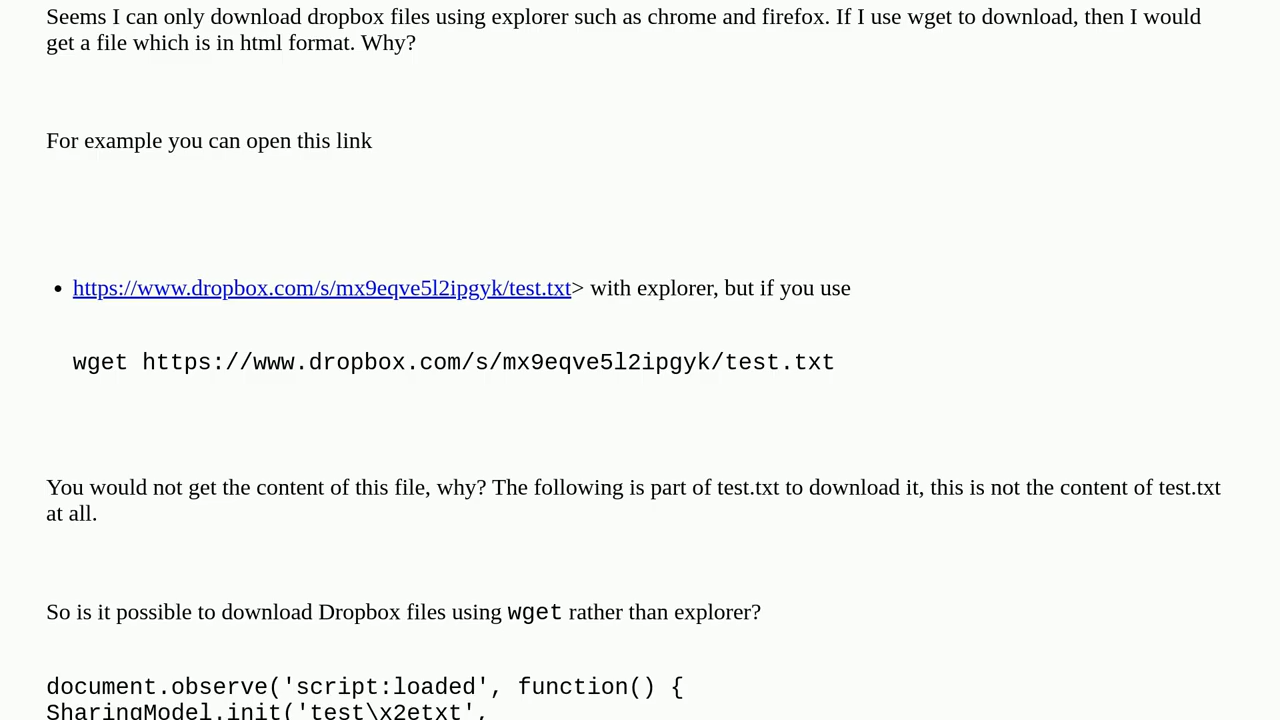 Seems I can only download dropbox files using explorer such as chrome and firefox. If I use wget to download, then I would
get a file which is in html format. Why?
For example you can open this link
• https://www.dropbox.com/s/mx9eqve5l2ipgyk/test.txt> with explorer, but if you use
wget https://www.dropbox.com/s/mx9eqve5l2ipgyk/test.txt
You would not get the content of this file, why? The following is part of test.txt to download it, this is not the content of test.txt
at all.
So is it possible to download Dropbox files using wget rather than explorer?
document.observe('script:loaded', function() {
SharingModel.init('test\x2etxt',